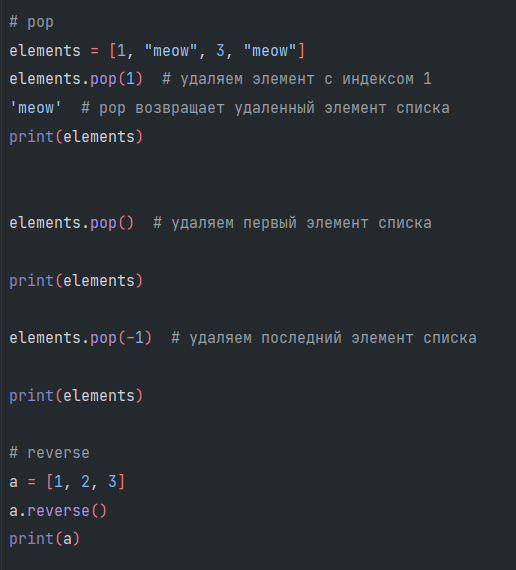 # pop
elements = [1, "meow", 3, "meow"]
elements.pop(1)  # удаляем элемент с индексом 1
'meow'  # pop возвращает удаленный элемент списка
print(elements)
elements.pop()  # удаляем первый элемент списка
print(elements)
elements.pop(-1)  # удаляем последний элемент списка
print(elements)
# reverse
a = [1, 2, 3]
a.reverse()
print(a)